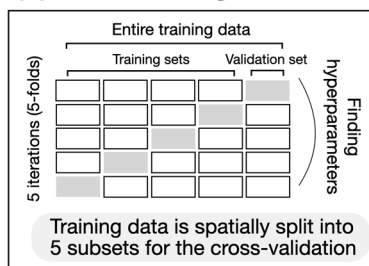 Entire training data
Training sets
Validation set
5 iterations (5-folds)
Finding
hyperparameters
Training data is spatially split into
5 subsets for the cross-validation